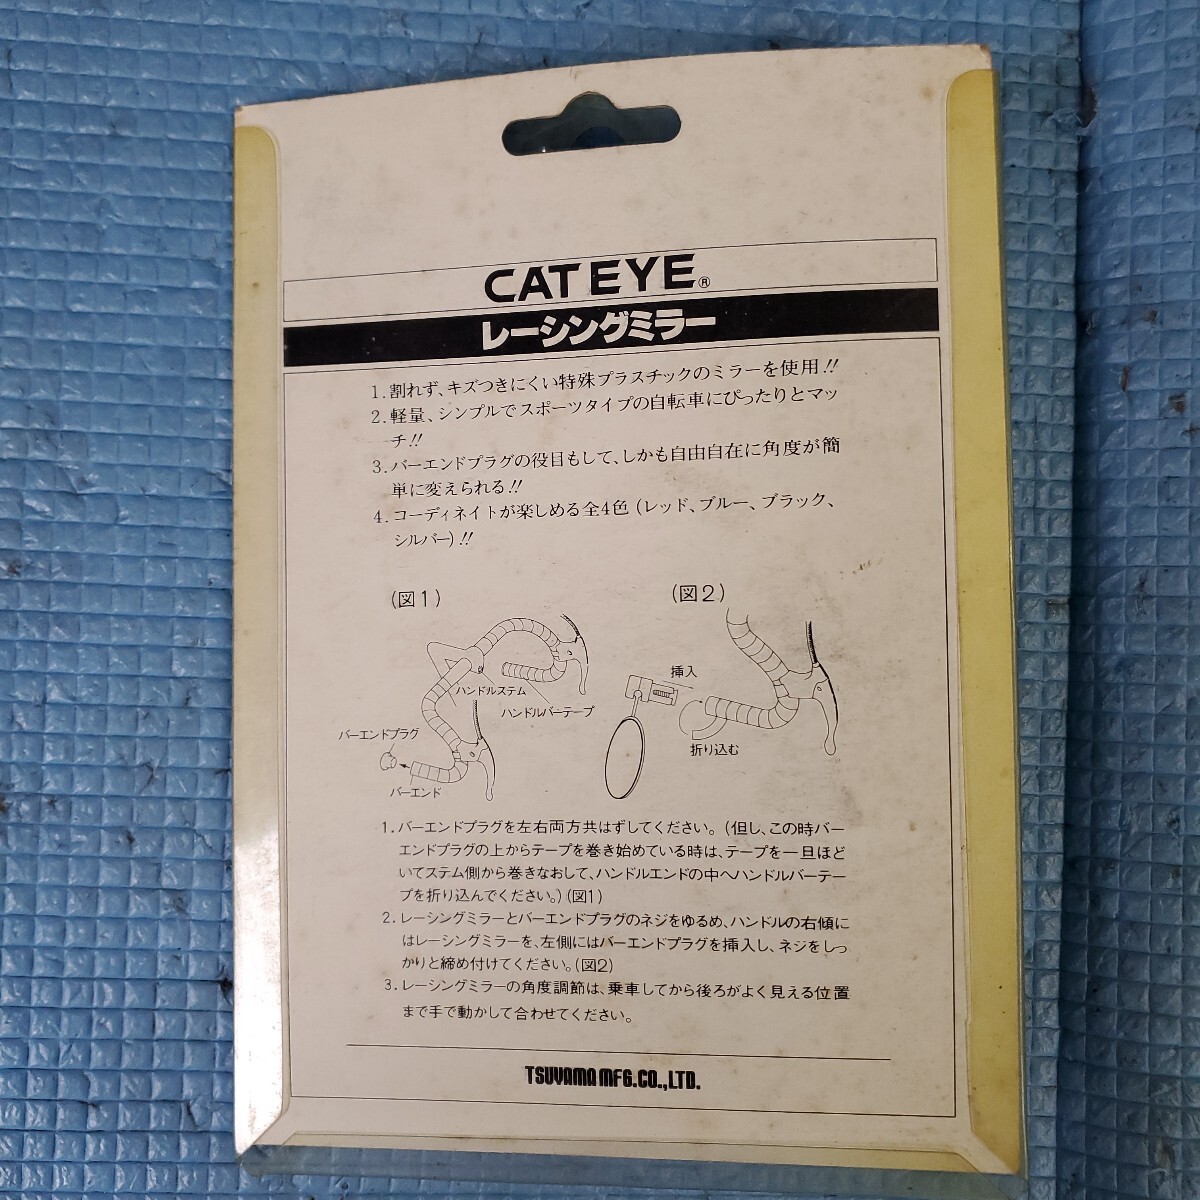 CAT EYE®
レーシングミラー
1. 割れず、キズつきにくい特殊プラスチックのミラーを使用!!
2. 軽量、シンプルでスポーツタイプの自転車にぴったりとマッ
チ!!
3. バーエンドプラグの役目もして、しかも自由自在に角度が簡
単に変えられる!!
4. コーディネイトが楽しめる全4色(レッド、ブルー、ブラック、
シルバー)!!
(図1)
(図2)
ハンドルステム
ハンドルバーテープ
バーエンドプラグ
バーエンド
挿入
折り込む
1. バーエンドプラグを左右両方共はずしてください。(但し、この時バー
エンドプラグの上からテープを巻き始めている時は、テープを一旦ほど
いてステム側から巻きなおして、ハンドルエンドの中へハンドルバーテー
プを折り込んでください。)(図1)
2. レーシングミラーとバーエンドプラグのネジをゆるめ、ハンドルの右傾に
はレーシングミラーを、左側にはバーエンドプラグを挿入し、ネジをしっ
かりと締め付けてください。(図2)
3. レーシングミラーの角度調節は、乗車してから後ろがよく見える位置
まで手で動かして合わせてください。
TSUYAMA MFG.CO.,LTD.